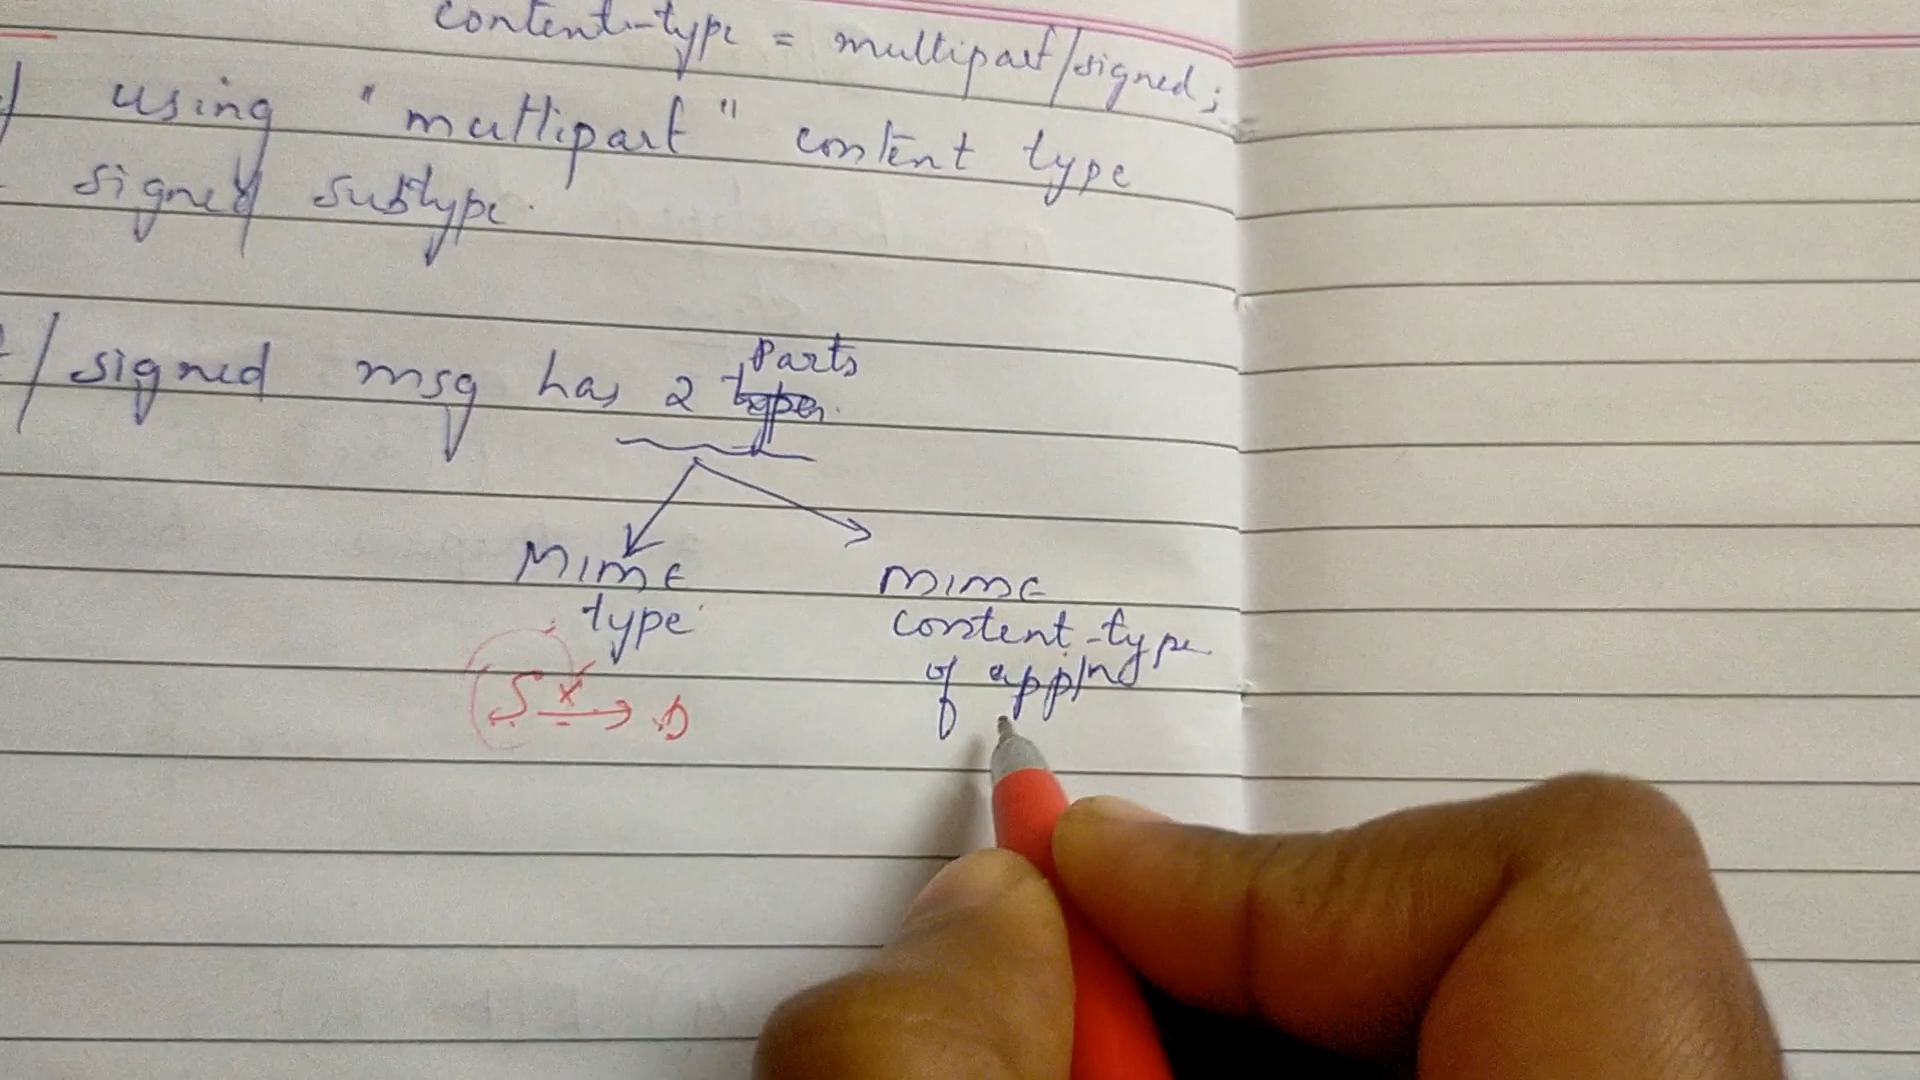 content-type = multipart/signed;
using "multipart" content type
signed subtype.
/signed msg has 2 Parts
MIME
type
MIME
content-type
of app/n
S x → D